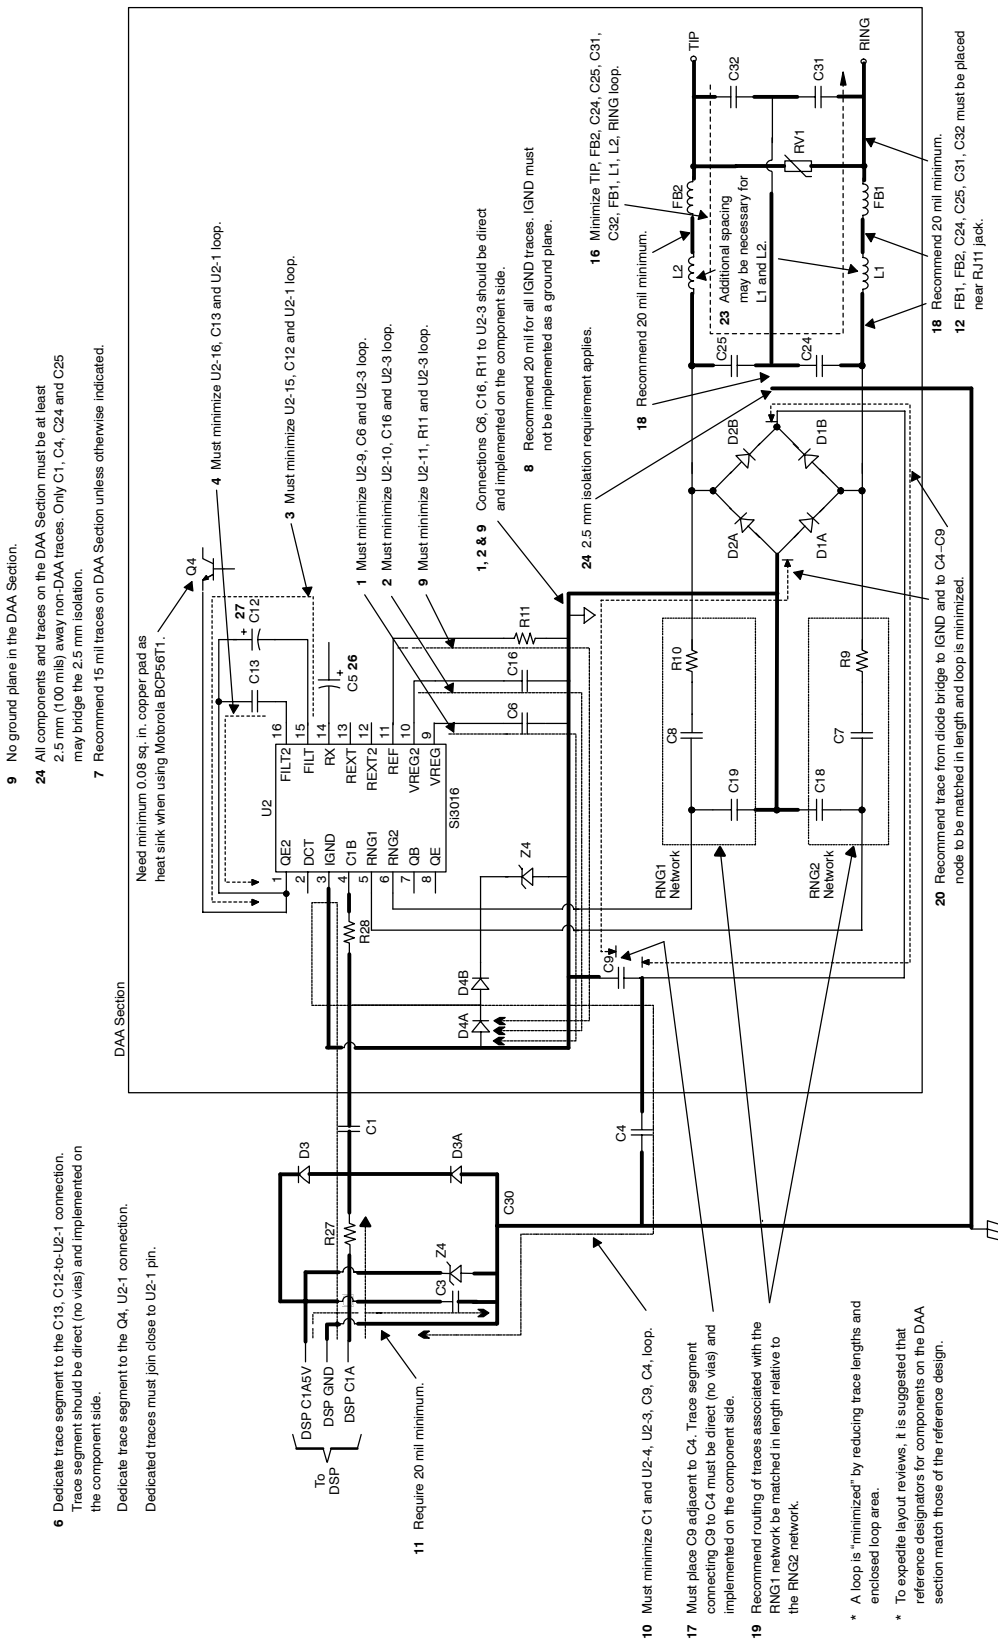 9 No ground plane in the DAA Section.
24 All components and traces on the DAA Section must be at least
2.5 mm (100 mils) away non-DAA traces. Only C1, C4, C24 and C25
may bridge the 2.5 mm isolation.
7 Recommend 15 mil traces on DAA Section unless otherwise indicated.
6 Dedicate trace segment to the C13, C12-to-U2-1 connection.
Trace segment should be direct (no vias) and implemented on
the component side.
Dedicate trace segment to the Q4, U2-1 connection.
Dedicated traces must join close to U2-1 pin.
DAA Section
Need minimum 0.08 sq. in. copper pad as
heat sink when using Motorola BCP56T1.
Q4
4 Must minimize U2-16, C13 and U2-1 loop.
3 Must minimize U2-15, C12 and U2-1 loop.
1 Must minimize U2-9, C6 and U2-3 loop.
2 Must minimize U2-10, C16 and U2-3 loop.
9 Must minimize U2-11, R11 and U2-3 loop.
1, 2 & 9 Connections C6, C16, R11 to U2-3 should be direct
and implemented on the component side.
8 Recommend 20 mil for all IGND traces. IGND must
not be implemented as a ground plane.
24 2.5 mm isolation requirement applies.
16 Minimize TIP, FB2, C24, C25, C31,
C32, FB1, L1, L2, RING loop.
18 Recommend 20 mil minimum.
18 Recommend 20 mil minimum.
18 Recommend 20 mil minimum.
12 FB1, FB2, C24, C25, C31, C32 must be placed
near RJ11 jack.
23 Additional spacing
may be necessary for
L1 and L2.
TIP
RING
C32
C31
RV1
FB2
FB1
L2
L1
C25
C24
D2B
D1B
D2A
D1A
27
+ C12
C13
+
C5 26
R11
C16
C6
U2
Si3016
1 QE2
2 DCT
3 IGND
4 C1B
5 RNG1
6 RNG2
7 QB
8 QE
FILT2 16
FILT 15
RX 14
REXT 13
REXT2 12
REF 11
VREG2 10
VREG 9
R28
Z4
D4B
D4A
C9
R10
C8
C19
RNG1
Network
R9
C7
C18
RNG2
Network
C1
C4
D3
D3A
C30
R27
Z4
C3
DSP C1A5V
DSP GND
DSP C1A
To
DSP
11 Require 20 mil minimum.
20 Recommend trace from diode bridge to IGND and to C4–C9
node to be matched in length and loop is minimized.
10 Must minimize C1 and U2-4, U2-3, C9, C4, loop.
17 Must place C9 adjacent to C4. Trace segment
connecting C9 to C4 must be direct (no vias) and
implemented on the component side.
19 Recommend routing of traces associated with the
RNG1 network be matched in length relative to
the RNG2 network.
* A loop is “minimized” by reducing trace lengths and
enclosed loop area.
* To expedite layout reviews, it is suggested that
reference designators for components on the DAA
section match those of the reference design.